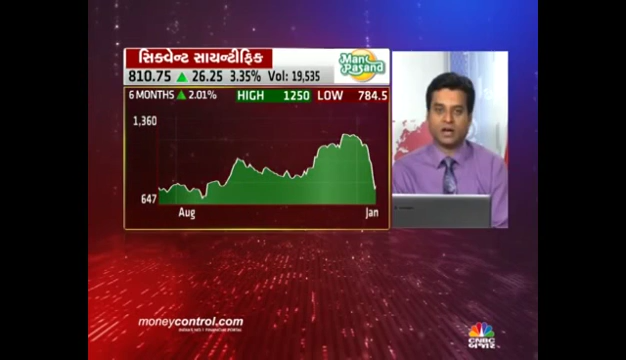 સિક્વેન્ટ સાયન્ટીફિક
810.75 26.25 3.35% Vol: 19,535
Man Pasand
6 MONTHS 2.01% HIGH 1250 LOW 784.5
1,360
647
Aug Jan
moneycontrol.com
CNBC
બજાર